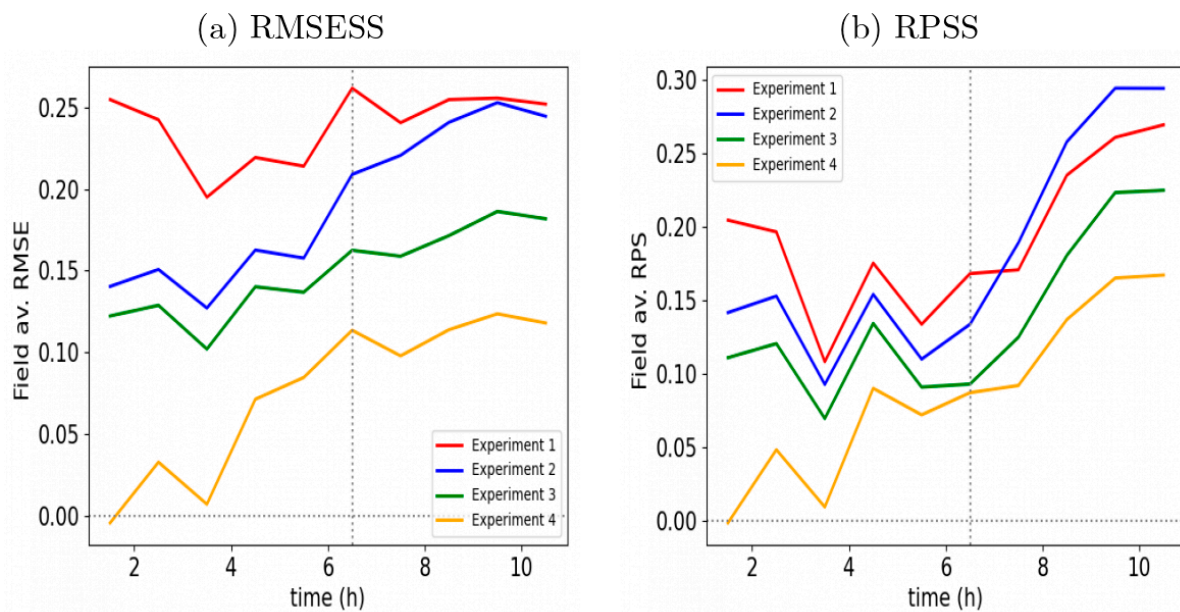 (a) RMSESS
Field av. RMSE
0.25
0.20
0.15
0.10
0.05
0.00
Experiment 1
Experiment 2
Experiment 3
Experiment 4
2 4 6 8 10
time (h)
(b) RPSS
Field av. RPS
0.30
0.25
0.20
0.15
0.10
0.05
0.00
Experiment 1
Experiment 2
Experiment 3
Experiment 4
2 4 6 8 10
time (h)